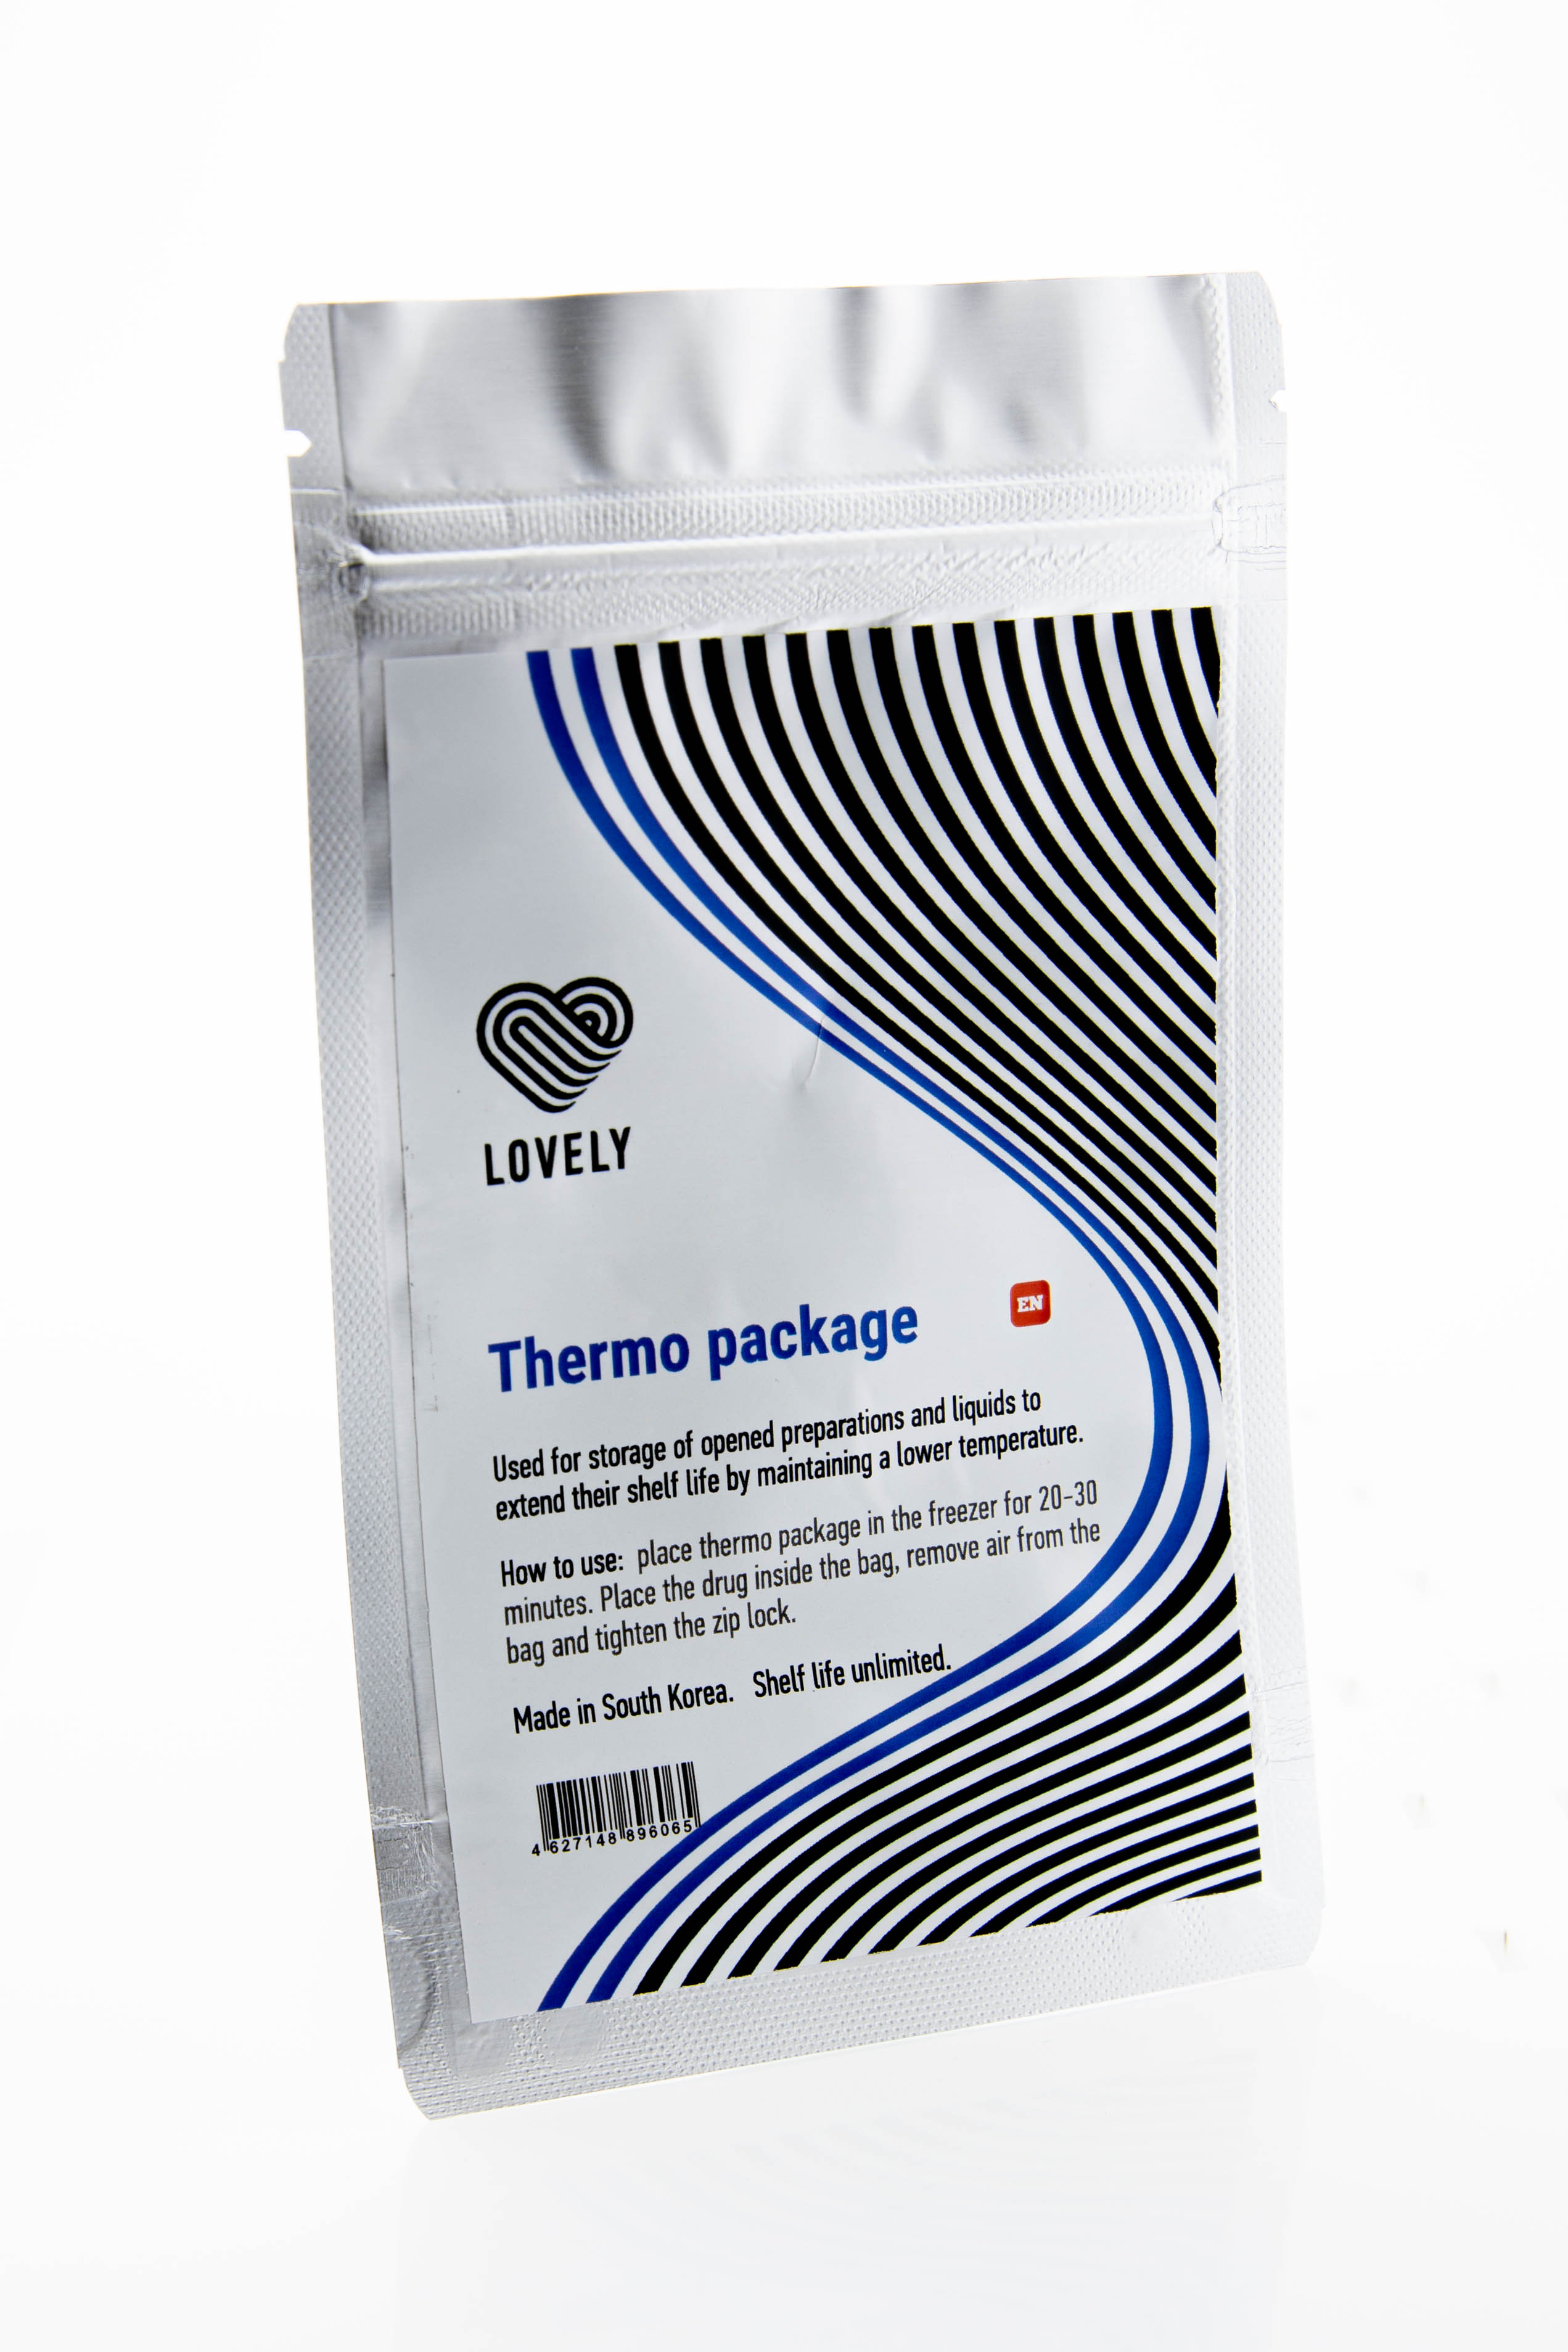 LOVELY
Thermo package
EN
Used for storage of opened preparations and liquids to
extend their shelf life by maintaining a lower temperature.
How to use: place thermo package in the freezer for 20-30
minutes. Place the drug inside the bag, remove air from the
bag and tighten the zip lock.
Made in South Korea. Shelf life unlimited.
4 627148 896065